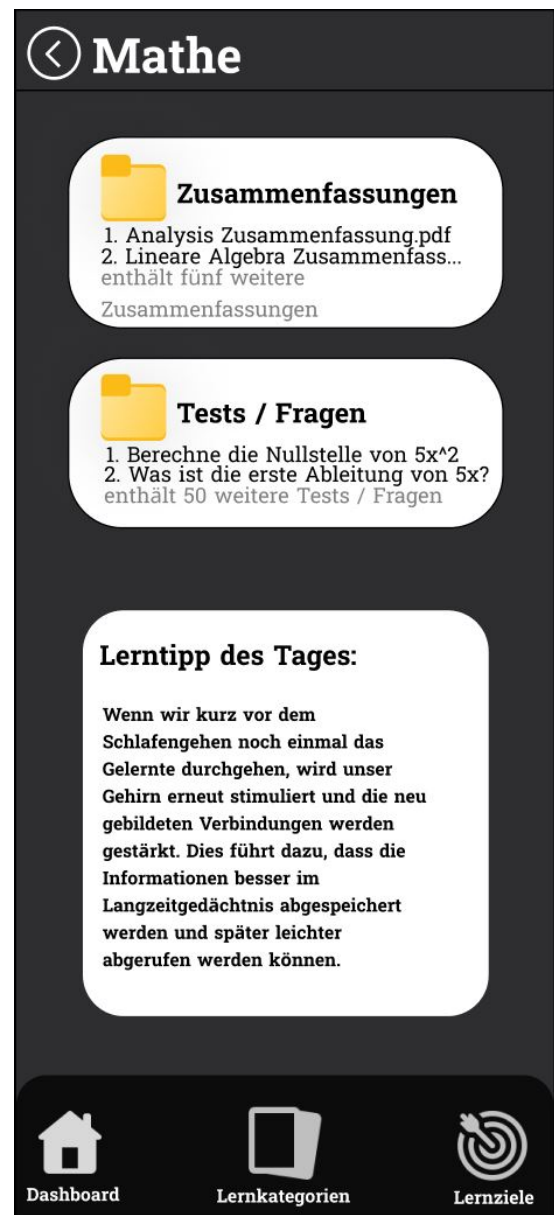 Mathe
Zusammenfassungen
1. Analysis Zusammenfassung.pdf
2. Lineare Algebra Zusammenfass...
enthält fünf weitere
Zusammenfassungen
Tests / Fragen
1. Berechne die Nullstelle von 5x^2
2. Was ist die erste Ableitung von 5x?
enthält 50 weitere Tests / Fragen
Lerntipp des Tages:
Wenn wir kurz vor dem
Schlafengehen noch einmal das
Gelernte durchgehen, wird unser
Gehirn erneut stimuliert und die neu
gebildeten Verbindungen werden
gestärkt. Dies führt dazu, dass die
Informationen besser im
Langzeitgedächtnis abgespeichert
werden und später leichter
abgerufen werden können.
Dashboard
Lernkategorien
Lernziele